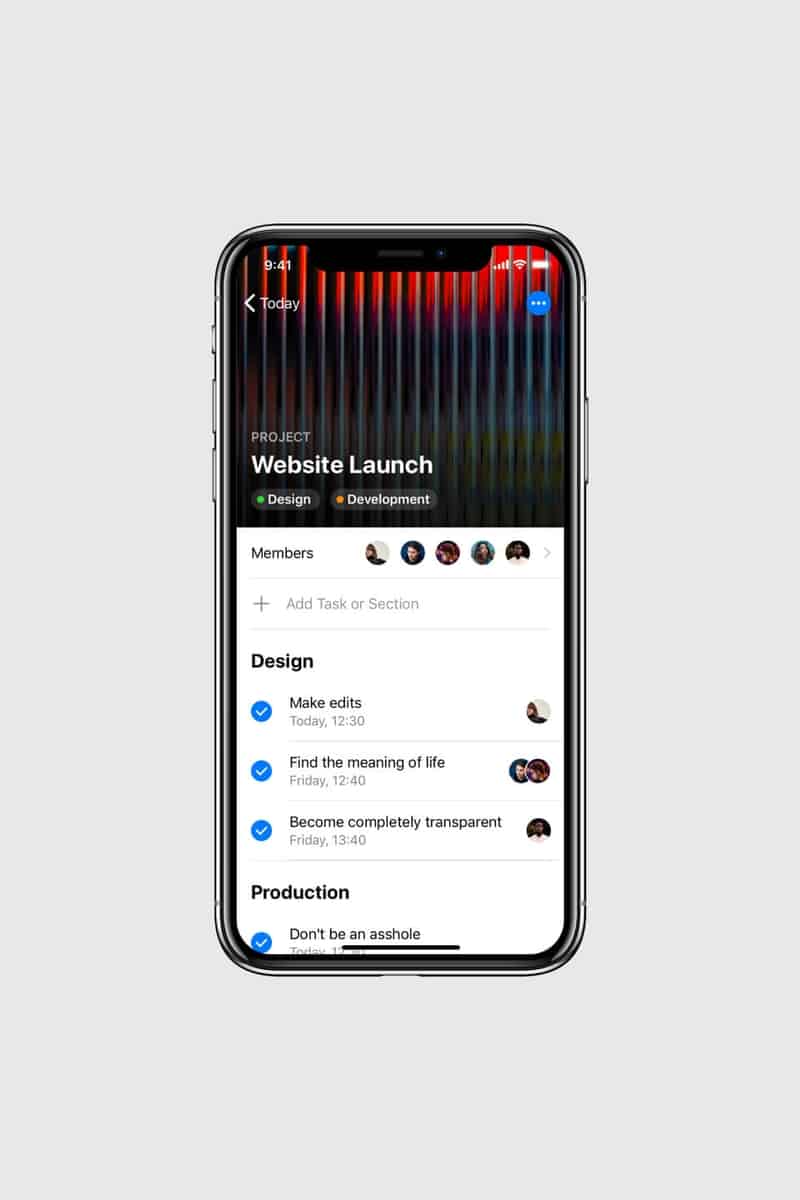 9:41
Today
PROJECT
Website Launch
Design
Development
Members
Add Task or Section
Design
Make edits
Today, 12:30
Find the meaning of life
Friday, 12:40
Become completely transparent
Friday, 13:40
Production
Don't be an asshole
Today,